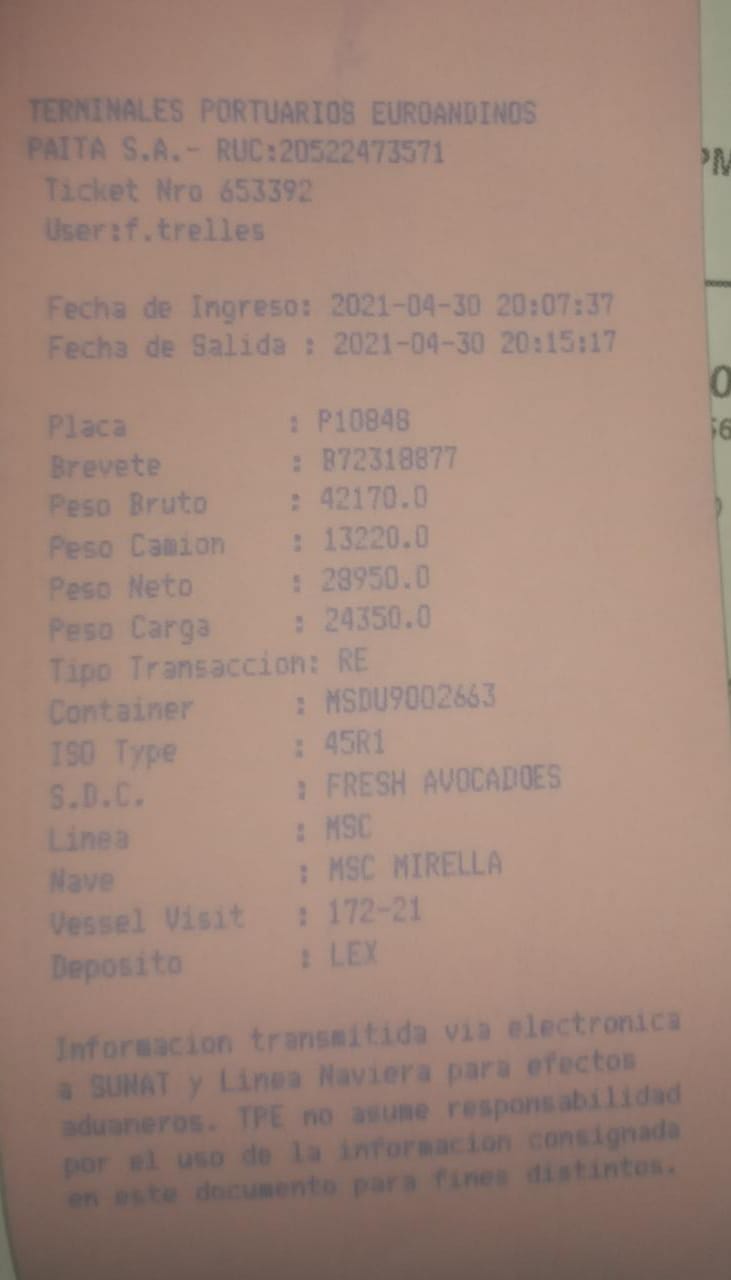 TERMINALES PORTUARIOS EUROANDINOS
PAITA S.A.- RUC:20522473571
Ticket Nro 653392
User:f.trelles
Fecha de Ingreso: 2021-04-30 20:07:37
Fecha de Salida : 2021-04-30 20:15:17
Placa : P10848
Brevete : B72318877
Peso Bruto : 42170.0
Peso Camion : 13220.0
Peso Neto : 28950.0
Peso Carga : 24350.0
Tipo Transaccion: RE
Container : MSDU9002663
ISO Type : 45R1
S.D.C. : FRESH AVOCADOES
Linea : MSC
Nave : MSC MIRELLA
Vessel Visit : 172-21
Deposito : LEX
Informacion transmitida via electronica
a SUNAT y Linea Naviera para efectos
aduaneros. TPE no asume responsabilidad
por el uso de la informacion consignada
en este documento para fines distintos.